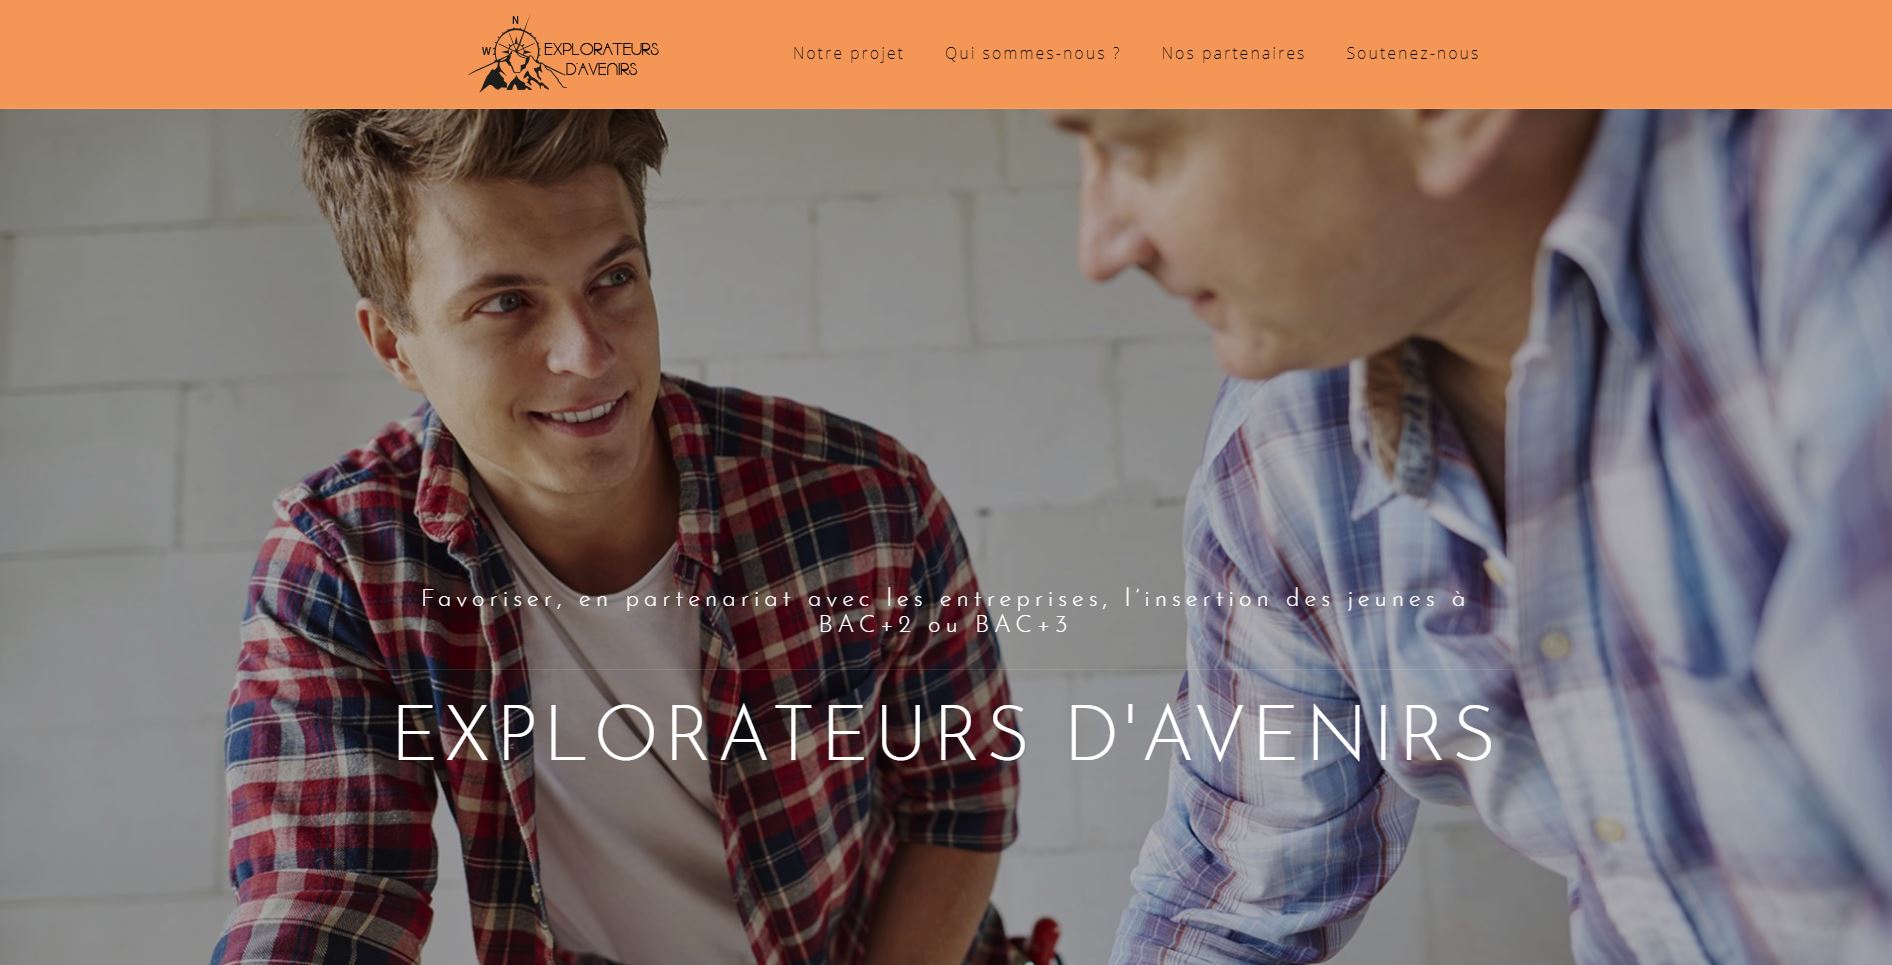 N
W
EXPLORATEURS
D'AVENIRS
Notre projet
Qui sommes-nous ?
Nos partenaires
Soutenez-nous
Favoriser, en partenariat avec les entreprises, l'insertion des jeunes à
BAC+2 ou BAC+3
EXPLORATEURS D'AVENIRS